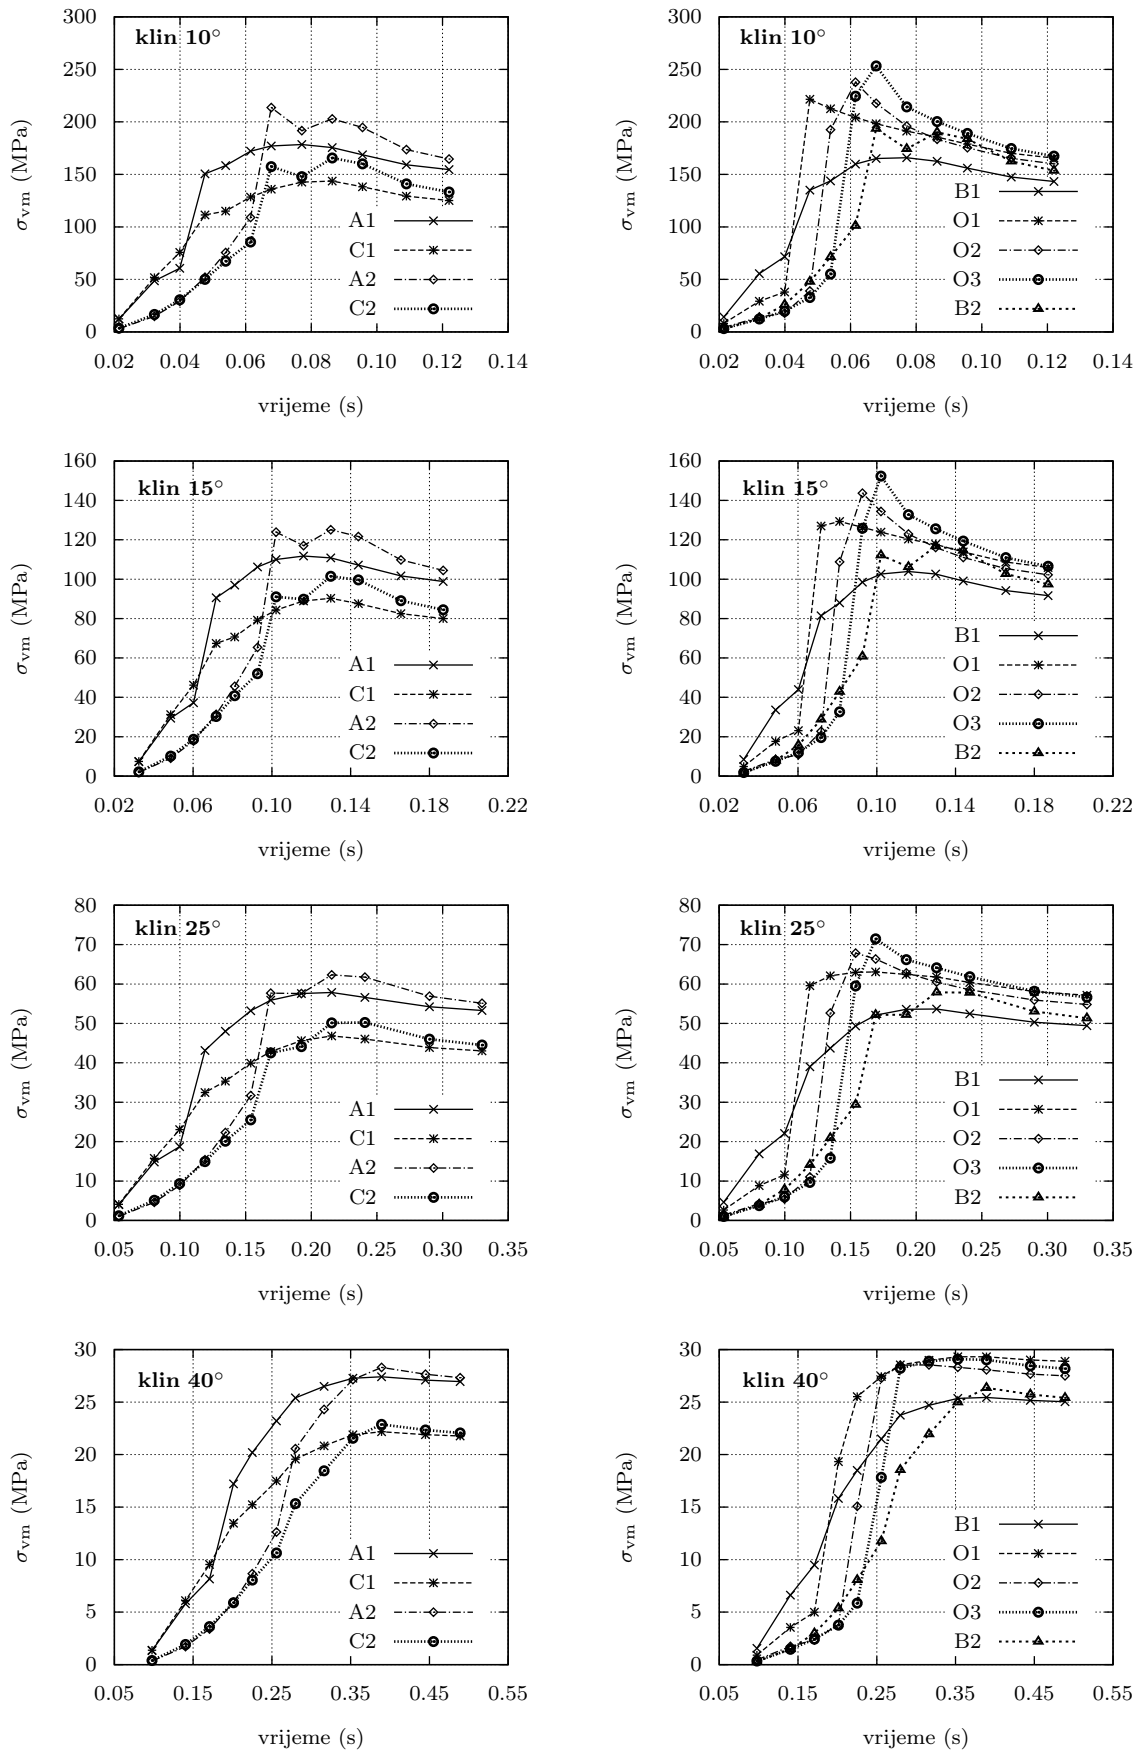 300
250
200
150
100
50
0
0.02 0.04 0.06 0.08 0.10 0.12 0.14
σvm (MPa)
vrijeme (s)
klin 10°
A1
C1
A2
C2
300
250
200
150
100
50
0
0.02 0.04 0.06 0.08 0.10 0.12 0.14
σvm (MPa)
vrijeme (s)
klin 10°
B1
O1
O2
O3
B2
160
140
120
100
80
60
40
20
0
0.02 0.06 0.10 0.14 0.18 0.22
σvm (MPa)
vrijeme (s)
klin 15°
A1
C1
A2
C2
160
140
120
100
80
60
40
20
0
0.02 0.06 0.10 0.14 0.18 0.22
σvm (MPa)
vrijeme (s)
klin 15°
B1
O1
O2
O3
B2
80
70
60
50
40
30
20
10
0
0.05 0.10 0.15 0.20 0.25 0.30 0.35
σvm (MPa)
vrijeme (s)
klin 25°
A1
C1
A2
C2
80
70
60
50
40
30
20
10
0
0.05 0.10 0.15 0.20 0.25 0.30 0.35
σvm (MPa)
vrijeme (s)
klin 25°
B1
O1
O2
O3
B2
30
25
20
15
10
5
0
0.05 0.15 0.25 0.35 0.45 0.55
σvm (MPa)
vrijeme (s)
klin 40°
A1
C1
A2
C2
30
25
20
15
10
5
0
0.05 0.15 0.25 0.35 0.45 0.55
σvm (MPa)
vrijeme (s)
klin 40°
B1
O1
O2
O3
B2